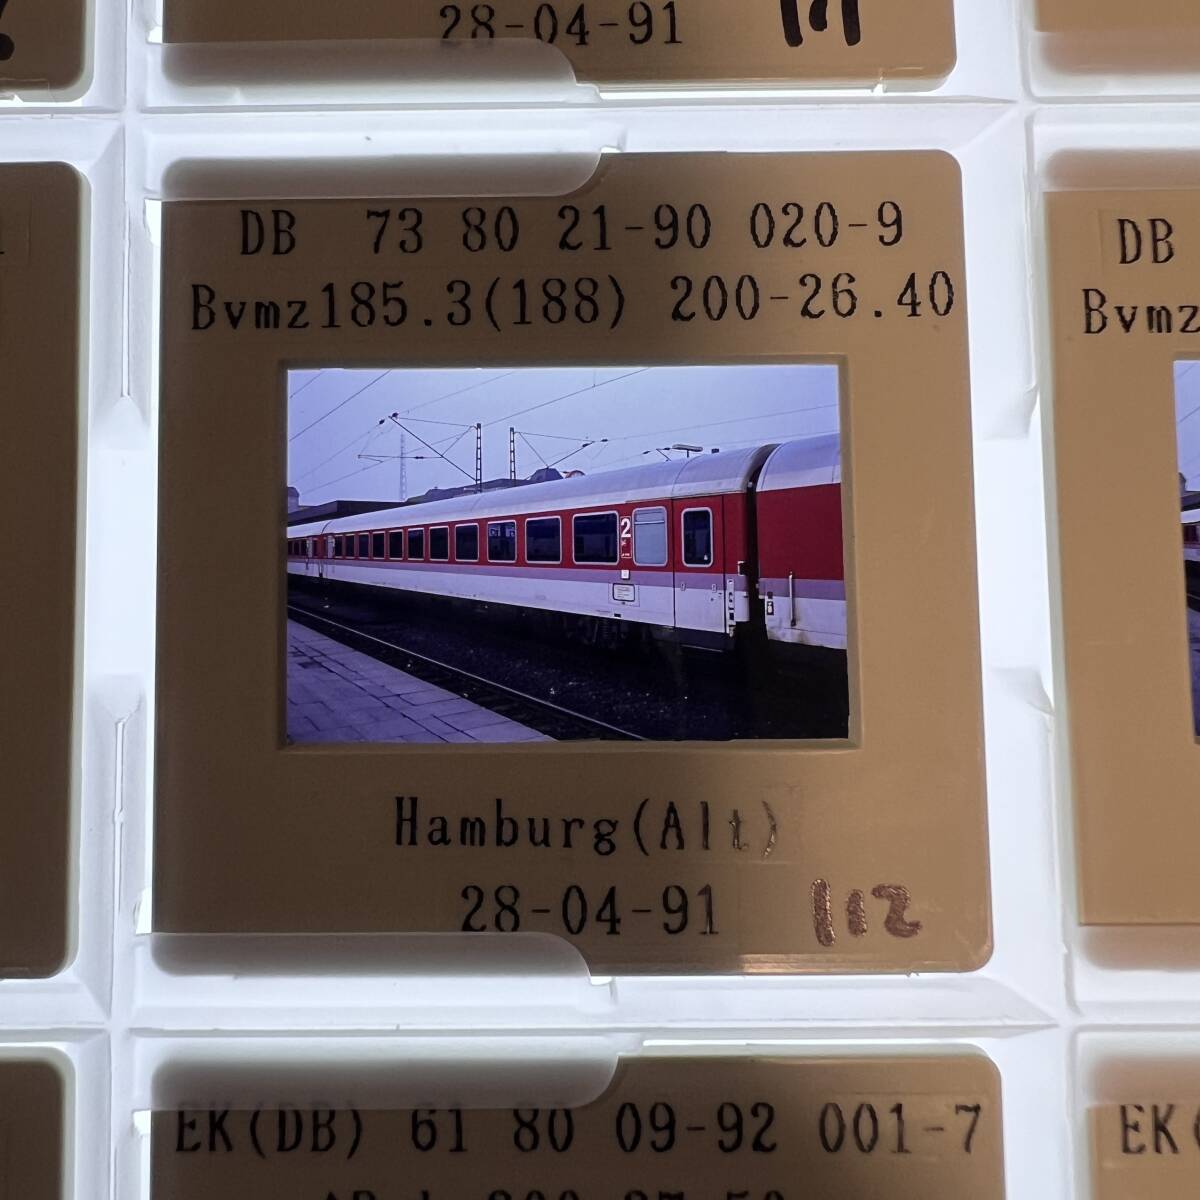 28-04-91 111
DB 73 80 21-90 020-9
Bvmz185.3(188) 200-26.40
2
Hamburg(Alt)
28-04-91 112
DB
Bvmz
EK(DB) 61 80 09-92 001-7
EK(